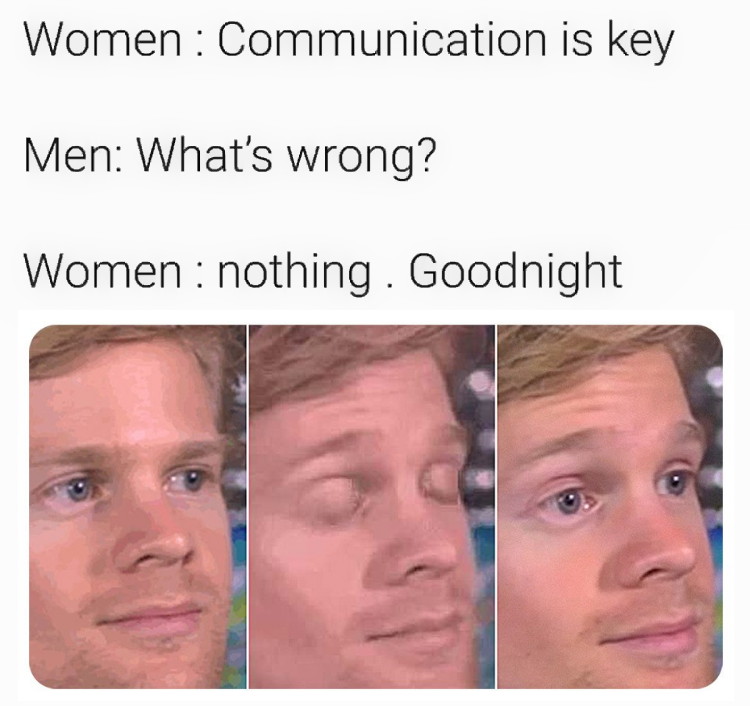 Women : Communication is key
Men: What's wrong?
Women : nothing . Goodnight